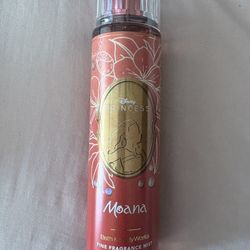 Disney
PRINCESS
Moana
Bath & Body Works
FINE FRAGRANCE MIST